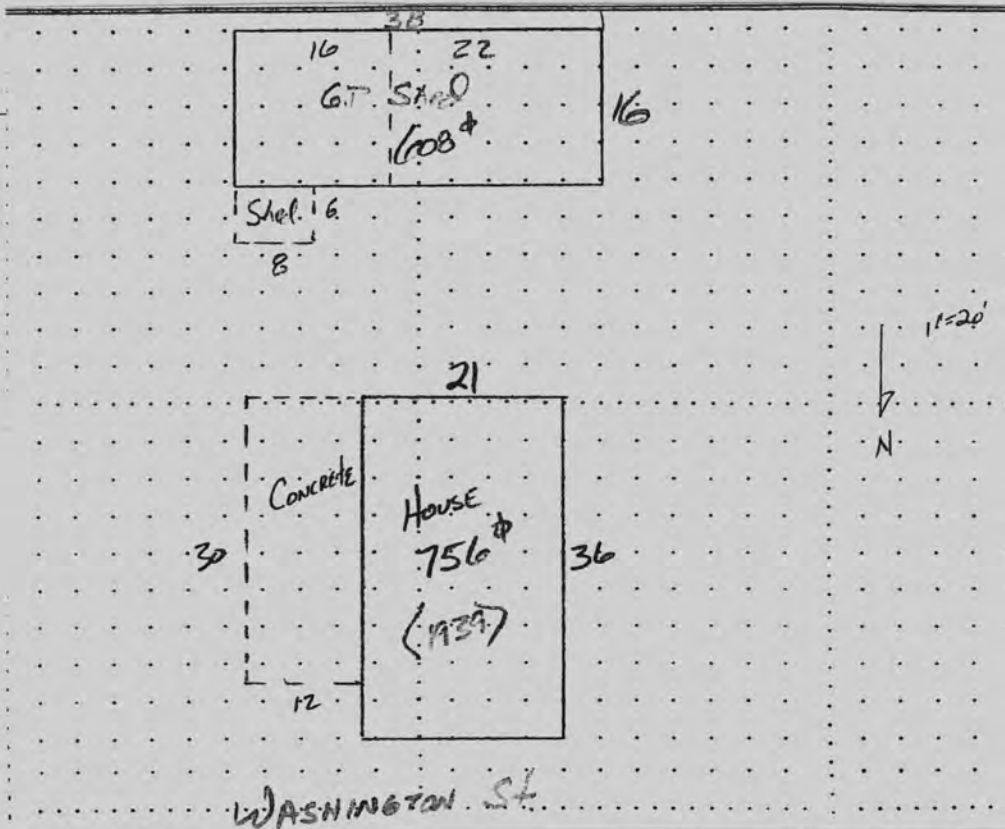 38
16 22
G.T. Shed
16
608 ⌀
Shed 6
8
1"=20'
21
N
Concrete
House
30
756 ⌀
36
(1939)
12
Washington St